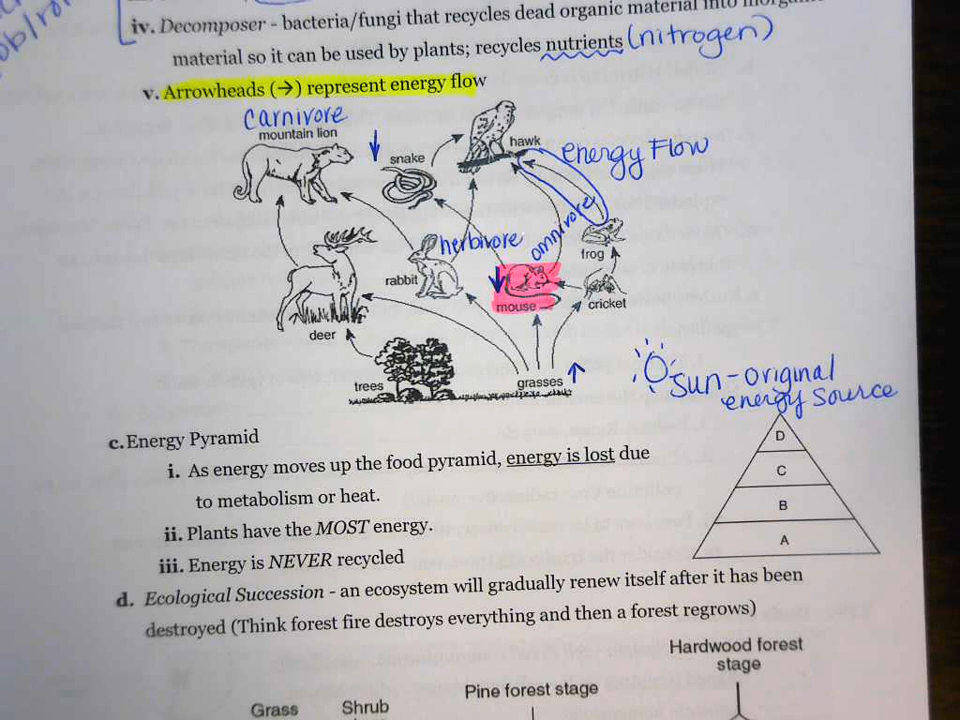 iv. Decomposer - bacteria/fungi that recycles dead organic material into
material so it can be used by plants; recycles nutrients (nitrogen)
v. Arrowheads (→) represent energy flow
Carnivore
mountain lion
snake
hawk
energy Flow
herbivore
omnivore
rabbit
frog
mouse
cricket
deer
trees
grasses
sun-original
energy source
c. Energy Pyramid
i. As energy moves up the food pyramid, energy is lost due
to metabolism or heat.
ii. Plants have the MOST energy.
iii. Energy is NEVER recycled
D
C
B
A
d. Ecological Succession - an ecosystem will gradually renew itself after it has been
destroyed (Think forest fire destroys everything and then a forest regrows)
Hardwood forest
stage
Pine forest stage
Grass
Shrub